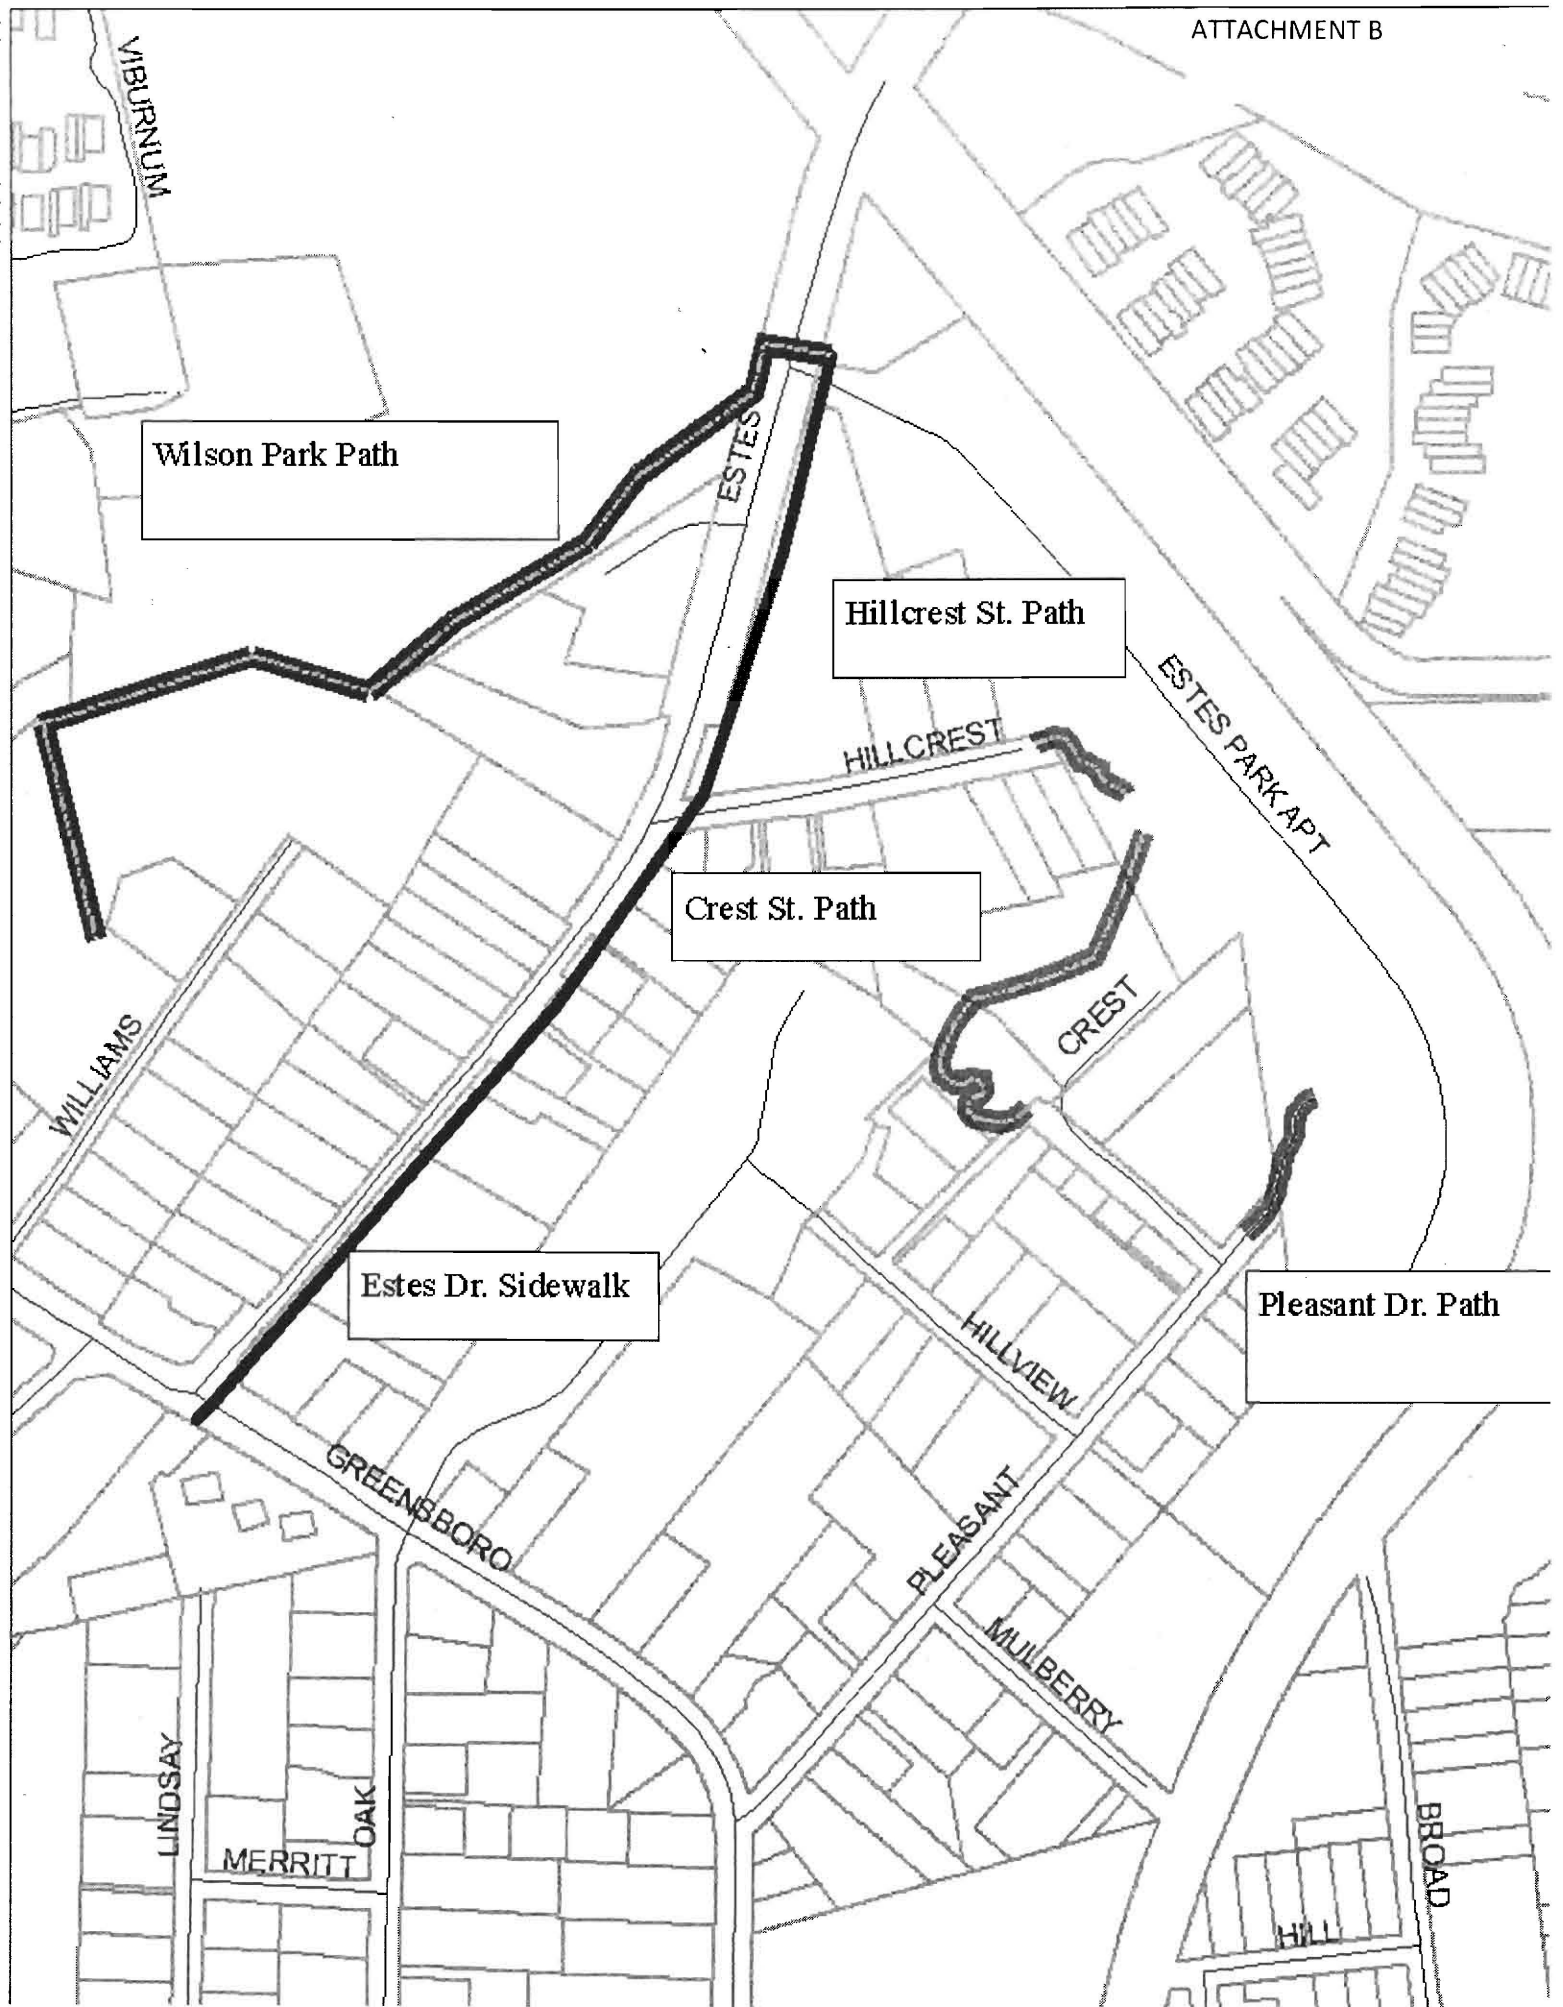 ATTACHMENT B
VIBURNUM
Wilson Park Path
ESTES
Hillcrest St. Path
ESTES PARK APT
HILLCREST
Crest St. Path
CREST
WILLIAMS
Estes Dr. Sidewalk
Pleasant Dr. Path
HILLVIEW
GREENSBORO
PLEASANT
MULBERRY
LINDSAY
OAK
MERRITT
BROAD
HILL